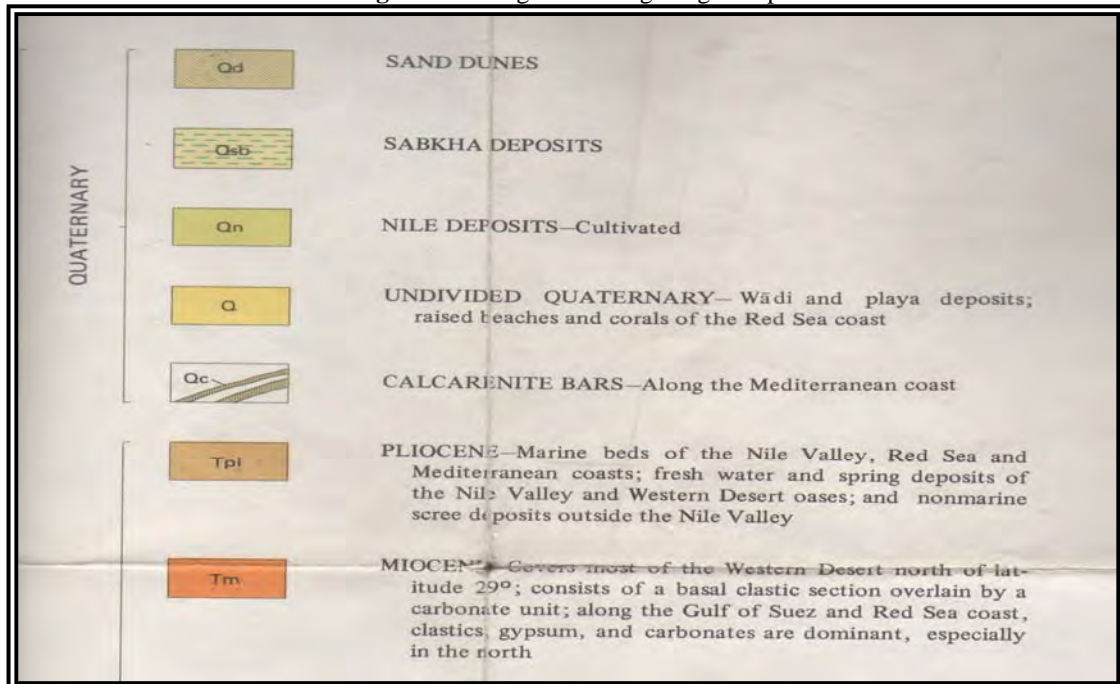 QUATERNARY
Qd
SAND DUNES
Qsb
SABKHA DEPOSITS
Qn
NILE DEPOSITS—Cultivated
Q
UNDIVIDED QUATERNARY— Wādi and playa deposits;
raised beaches and corals of the Red Sea coast
Qc
CALCARENITE BARS—Along the Mediterranean coast
Tpl
PLIOCENE—Marine beds of the Nile Valley, Red Sea and
Mediterranean coasts; fresh water and spring deposits of
the Nile Valley and Western Desert oases; and nonmarine
scree deposits outside the Nile Valley
Tm
MIOCENE—Covers most of the Western Desert north of lat-
itude 29°; consists of a basal clastic section overlain by a
carbonate unit; along the Gulf of Suez and Red Sea coast,
clastics, gypsum, and carbonates are dominant, especially
in the north